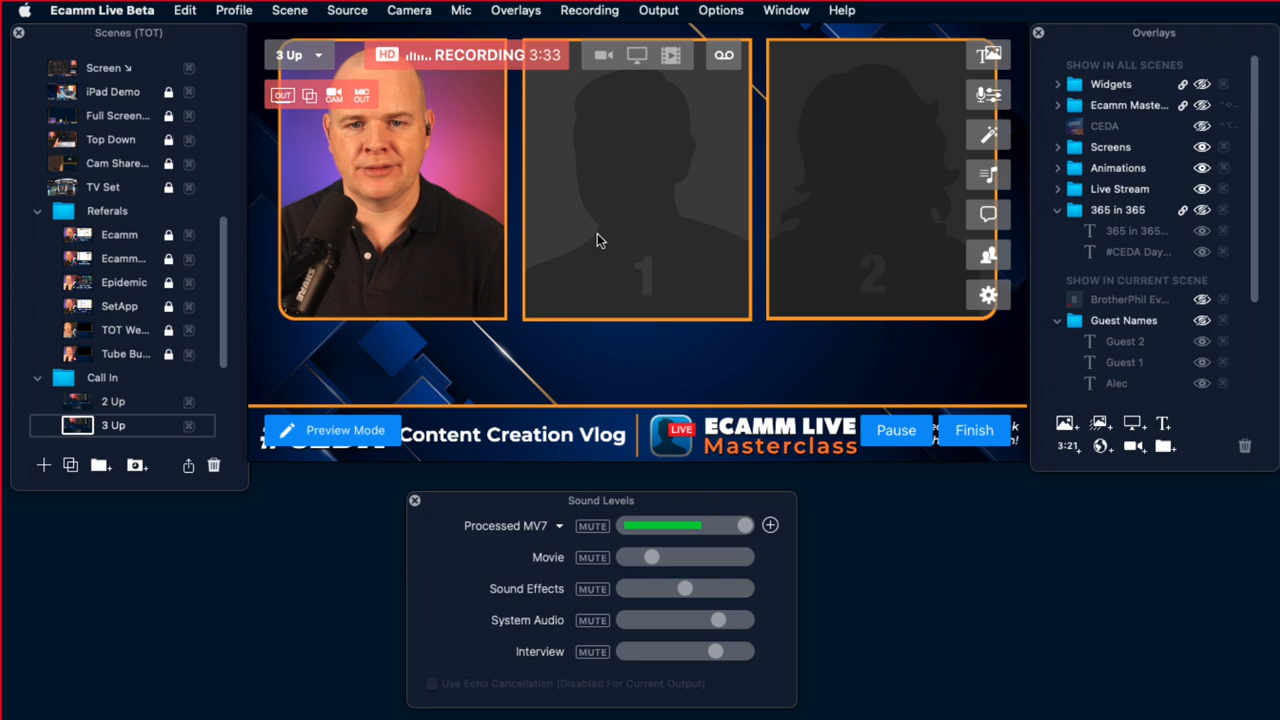 Ecamm Live Beta Edit Profile Scene Source Camera Mic Overlays Recording Output Options Window Help
Scenes (TOT)
Screen ↘
iPad Demo
Full Screen...
Top Down
Cam Share...
TV Set
Referals
Ecamm
Ecamm...
Epidemic
SetApp
TOT We...
Tube Bu...
Call In
2 Up
3 Up
3 Up
HD RECORDING 3:33
OUT
CAM
MIC OUT
1
2
Preview Mode
Content Creation Vlog
LIVE
ECAMM LIVE
Masterclass
Pause
Finish
Sound Levels
Processed MV7 MUTE
Movie MUTE
Sound Effects MUTE
System Audio MUTE
Interview MUTE
Use Echo Cancellation (Disabled For Current Output)
Overlays
SHOW IN ALL SCENES
Widgets
Ecamm Maste...
CEDA
Screens
Animations
Live Stream
365 in 365
365 in 365...
#CEDA Day...
SHOW IN CURRENT SCENE
BrotherPhil Ev...
Guest Names
Guest 2
Guest 1
Alec
3:21